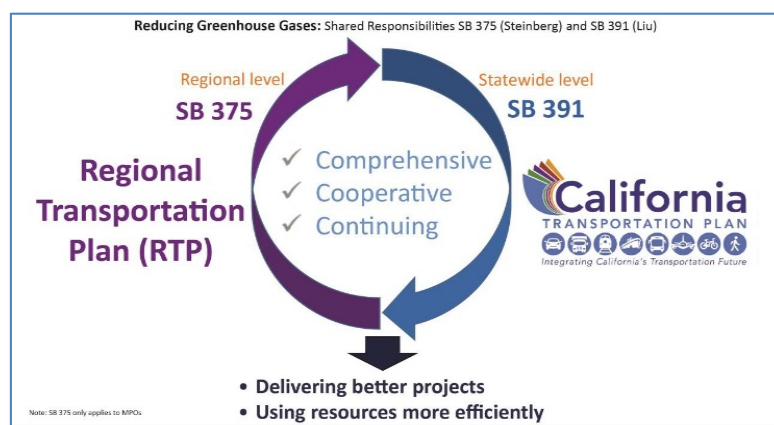 Reducing Greenhouse Gases: Shared Responsibilities SB 375 (Steinberg) and SB 391 (Liu)
Regional level
SB 375
Statewide level
SB 391
Regional
Transportation
Plan (RTP)
✓ Comprehensive
✓ Cooperative
✓ Continuing
California
TRANSPORTATION PLAN
Integrating California's Transportation Future
• Delivering better projects
• Using resources more efficiently
Note: SB 375 only applies to MPOs